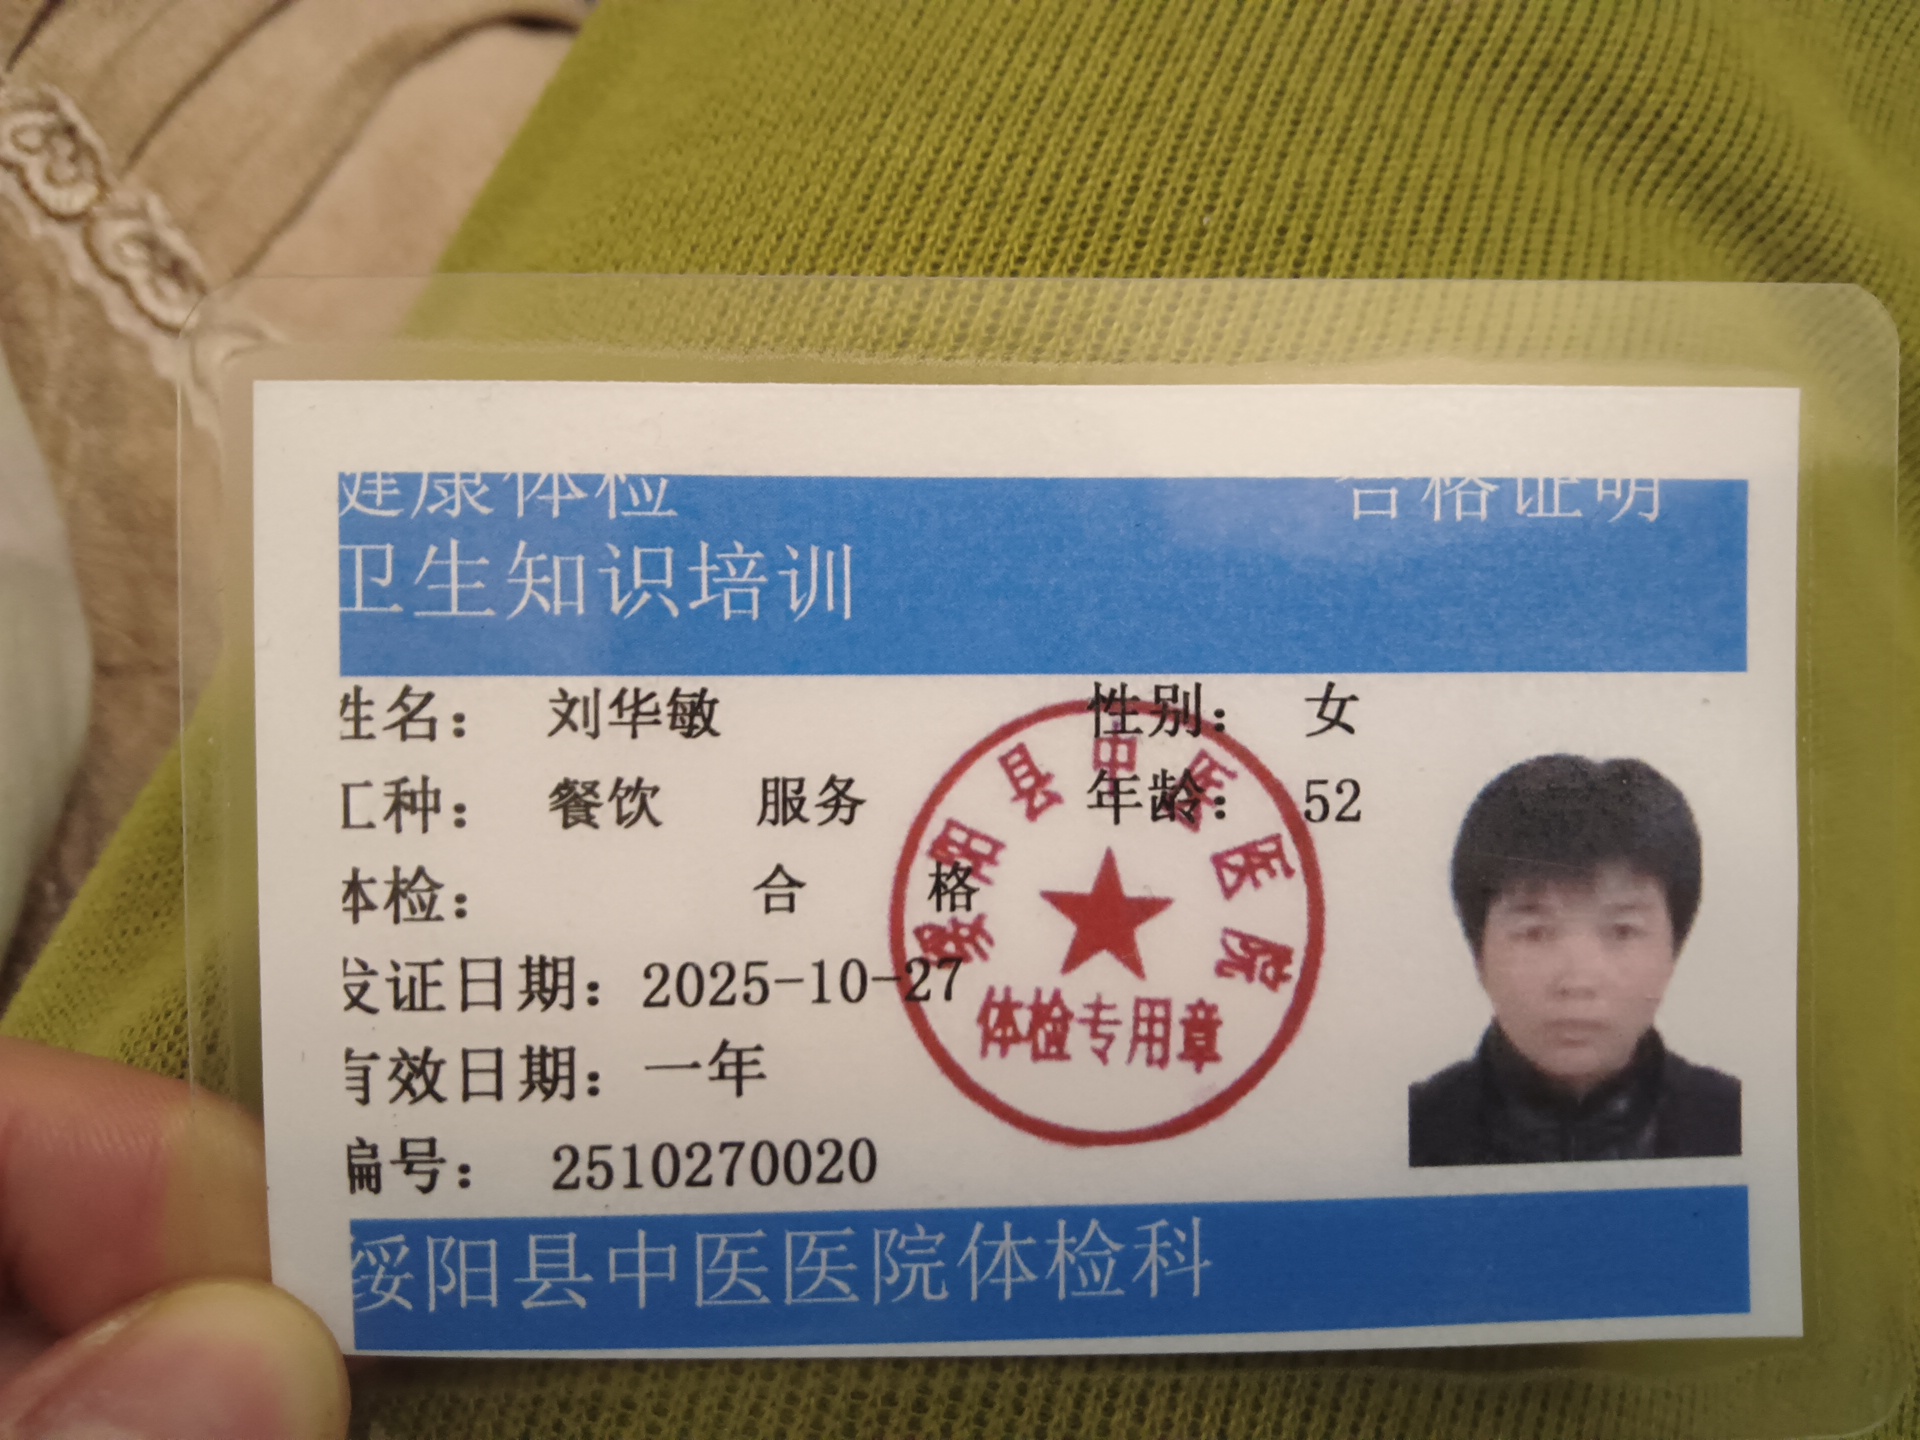 健康体检 合格证明
卫生知识培训
姓名： 刘华敏 性别： 女
工种： 餐饮 服务 年龄： 52
体检： 合 格
发证日期：2025-10-27
有效日期：一年
编号： 2510270020
绥阳县中医医院
体检专用章
绥阳县中医医院体检科